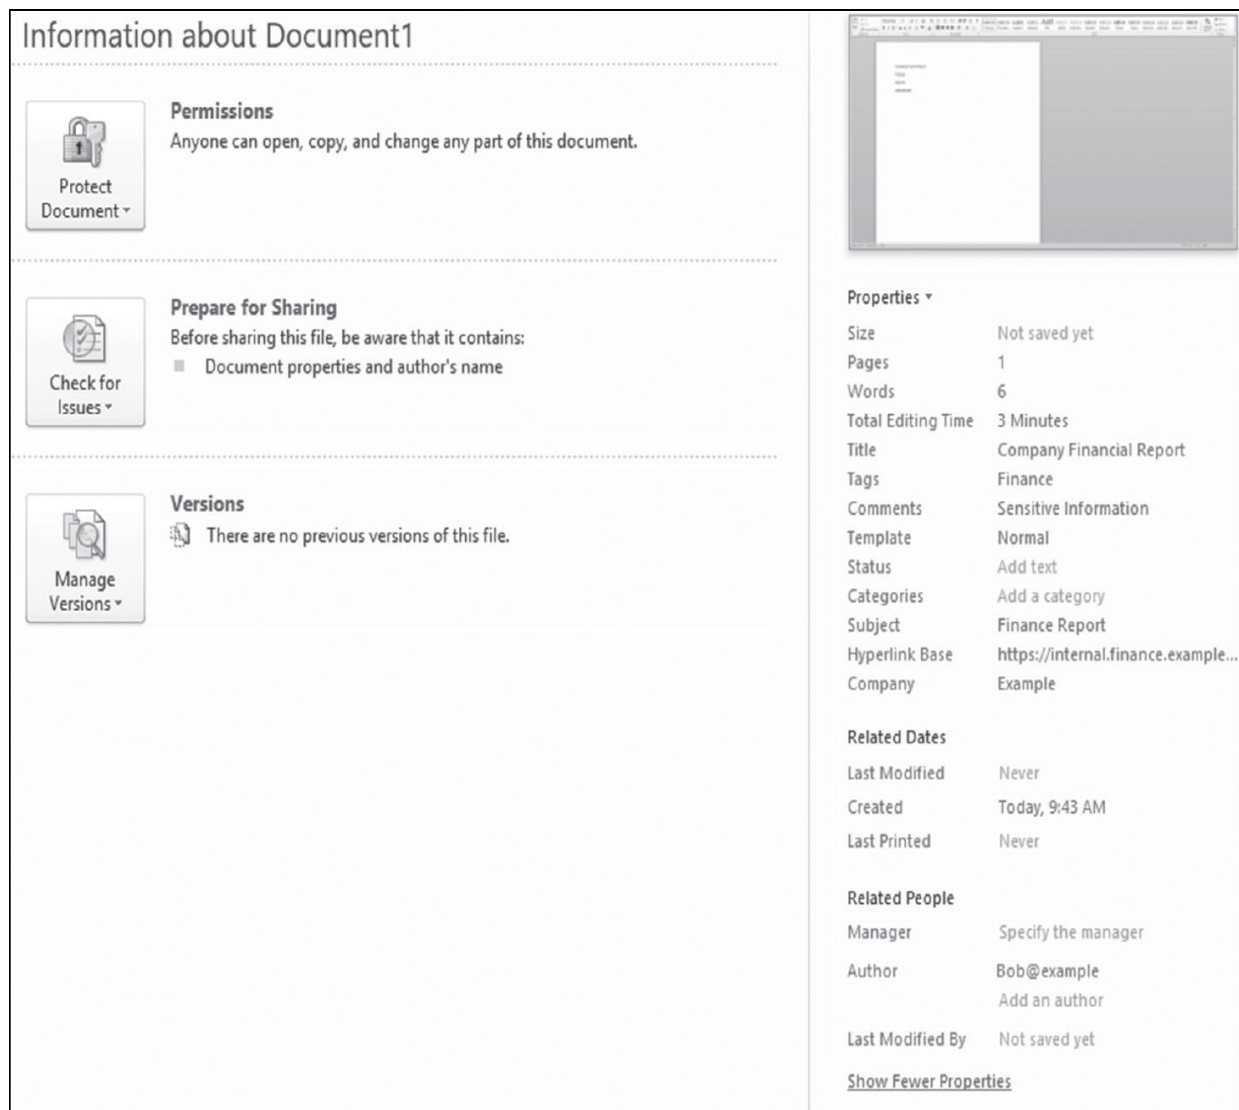 Information about Document1
Permissions
Anyone can open, copy, and change any part of this document.
Protect
Document
Prepare for Sharing
Before sharing this file, be aware that it contains:
Document properties and author's name
Check for
Issues
Versions
There are no previous versions of this file.
Manage
Versions
Properties
Size Not saved yet
Pages 1
Words 6
Total Editing Time 3 Minutes
Title Company Financial Report
Tags Finance
Comments Sensitive Information
Template Normal
Status Add text
Categories Add a category
Subject Finance Report
Hyperlink Base https://internal.finance.example...
Company Example
Related Dates
Last Modified Never
Created Today, 9:43 AM
Last Printed Never
Related People
Manager Specify the manager
Author Bob@example
Add an author
Last Modified By Not saved yet
Show Fewer Properties